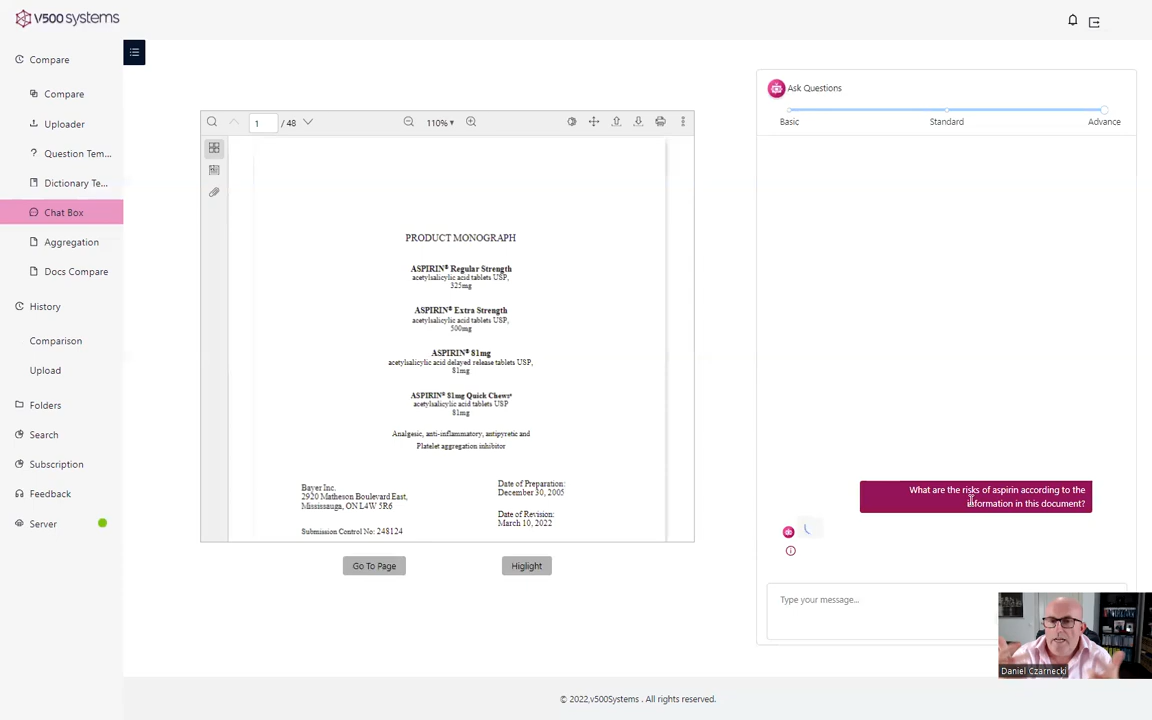 v500 systems
Compare
Compare
Uploader
? Question Tem...
Dictionary Te...
Chat Box
Aggregation
Docs Compare
History
Comparison
Upload
Folders
Search
Subscription
Feedback
Server
1 / 48
110%
PRODUCT MONOGRAPH
ASPIRIN® Regular Strength
acetylsalicylic acid tablets USP,
325mg
ASPIRIN® Extra Strength
acetylsalicylic acid tablets USP,
500mg
ASPIRIN® 81mg
acetylsalicylic acid delayed release tablets USP,
81mg
ASPIRIN® 81mg Quick Chews®
acetylsalicylic acid tablets USP
81mg
Analgesic, anti-inflammatory, antipyretic and
Platelet aggregation inhibitor
Bayer Inc.
2920 Matheson Boulevard East,
Mississauga, ON L4W 5R6
Submission Control No: 248124
Date of Preparation:
December 30, 2005
Date of Revision:
March 10, 2022
Go To Page
Higlight
Ask Questions
Basic
Standard
Advance
What are the risks of aspirin according to the
information in this document?
Type your message...
Daniel Czarnecki
© 2022,v500Systems . All rights reserved.